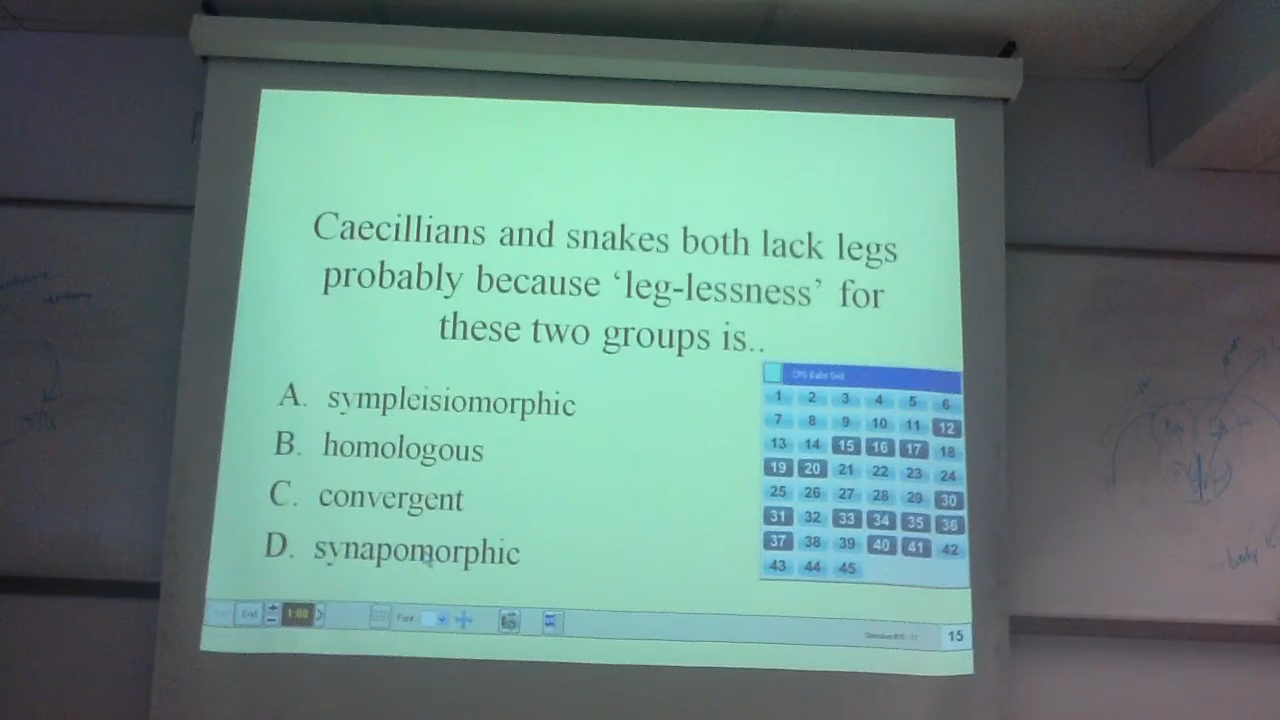 Caecillians and snakes both lack legs
probably because ‘leg-lessness’ for
these two groups is..
A. sympleisiomorphic
B. homologous
C. convergent
D. synapomorphic
1 2 3 4 5 6
7 8 9 10 11 12
13 14 15 16 17 18
19 20 21 22 23 24
25 26 27 28 29 30
31 32 33 34 35 36
37 38 39 40 41 42
43 44 45
End 1:00 Font
15
body